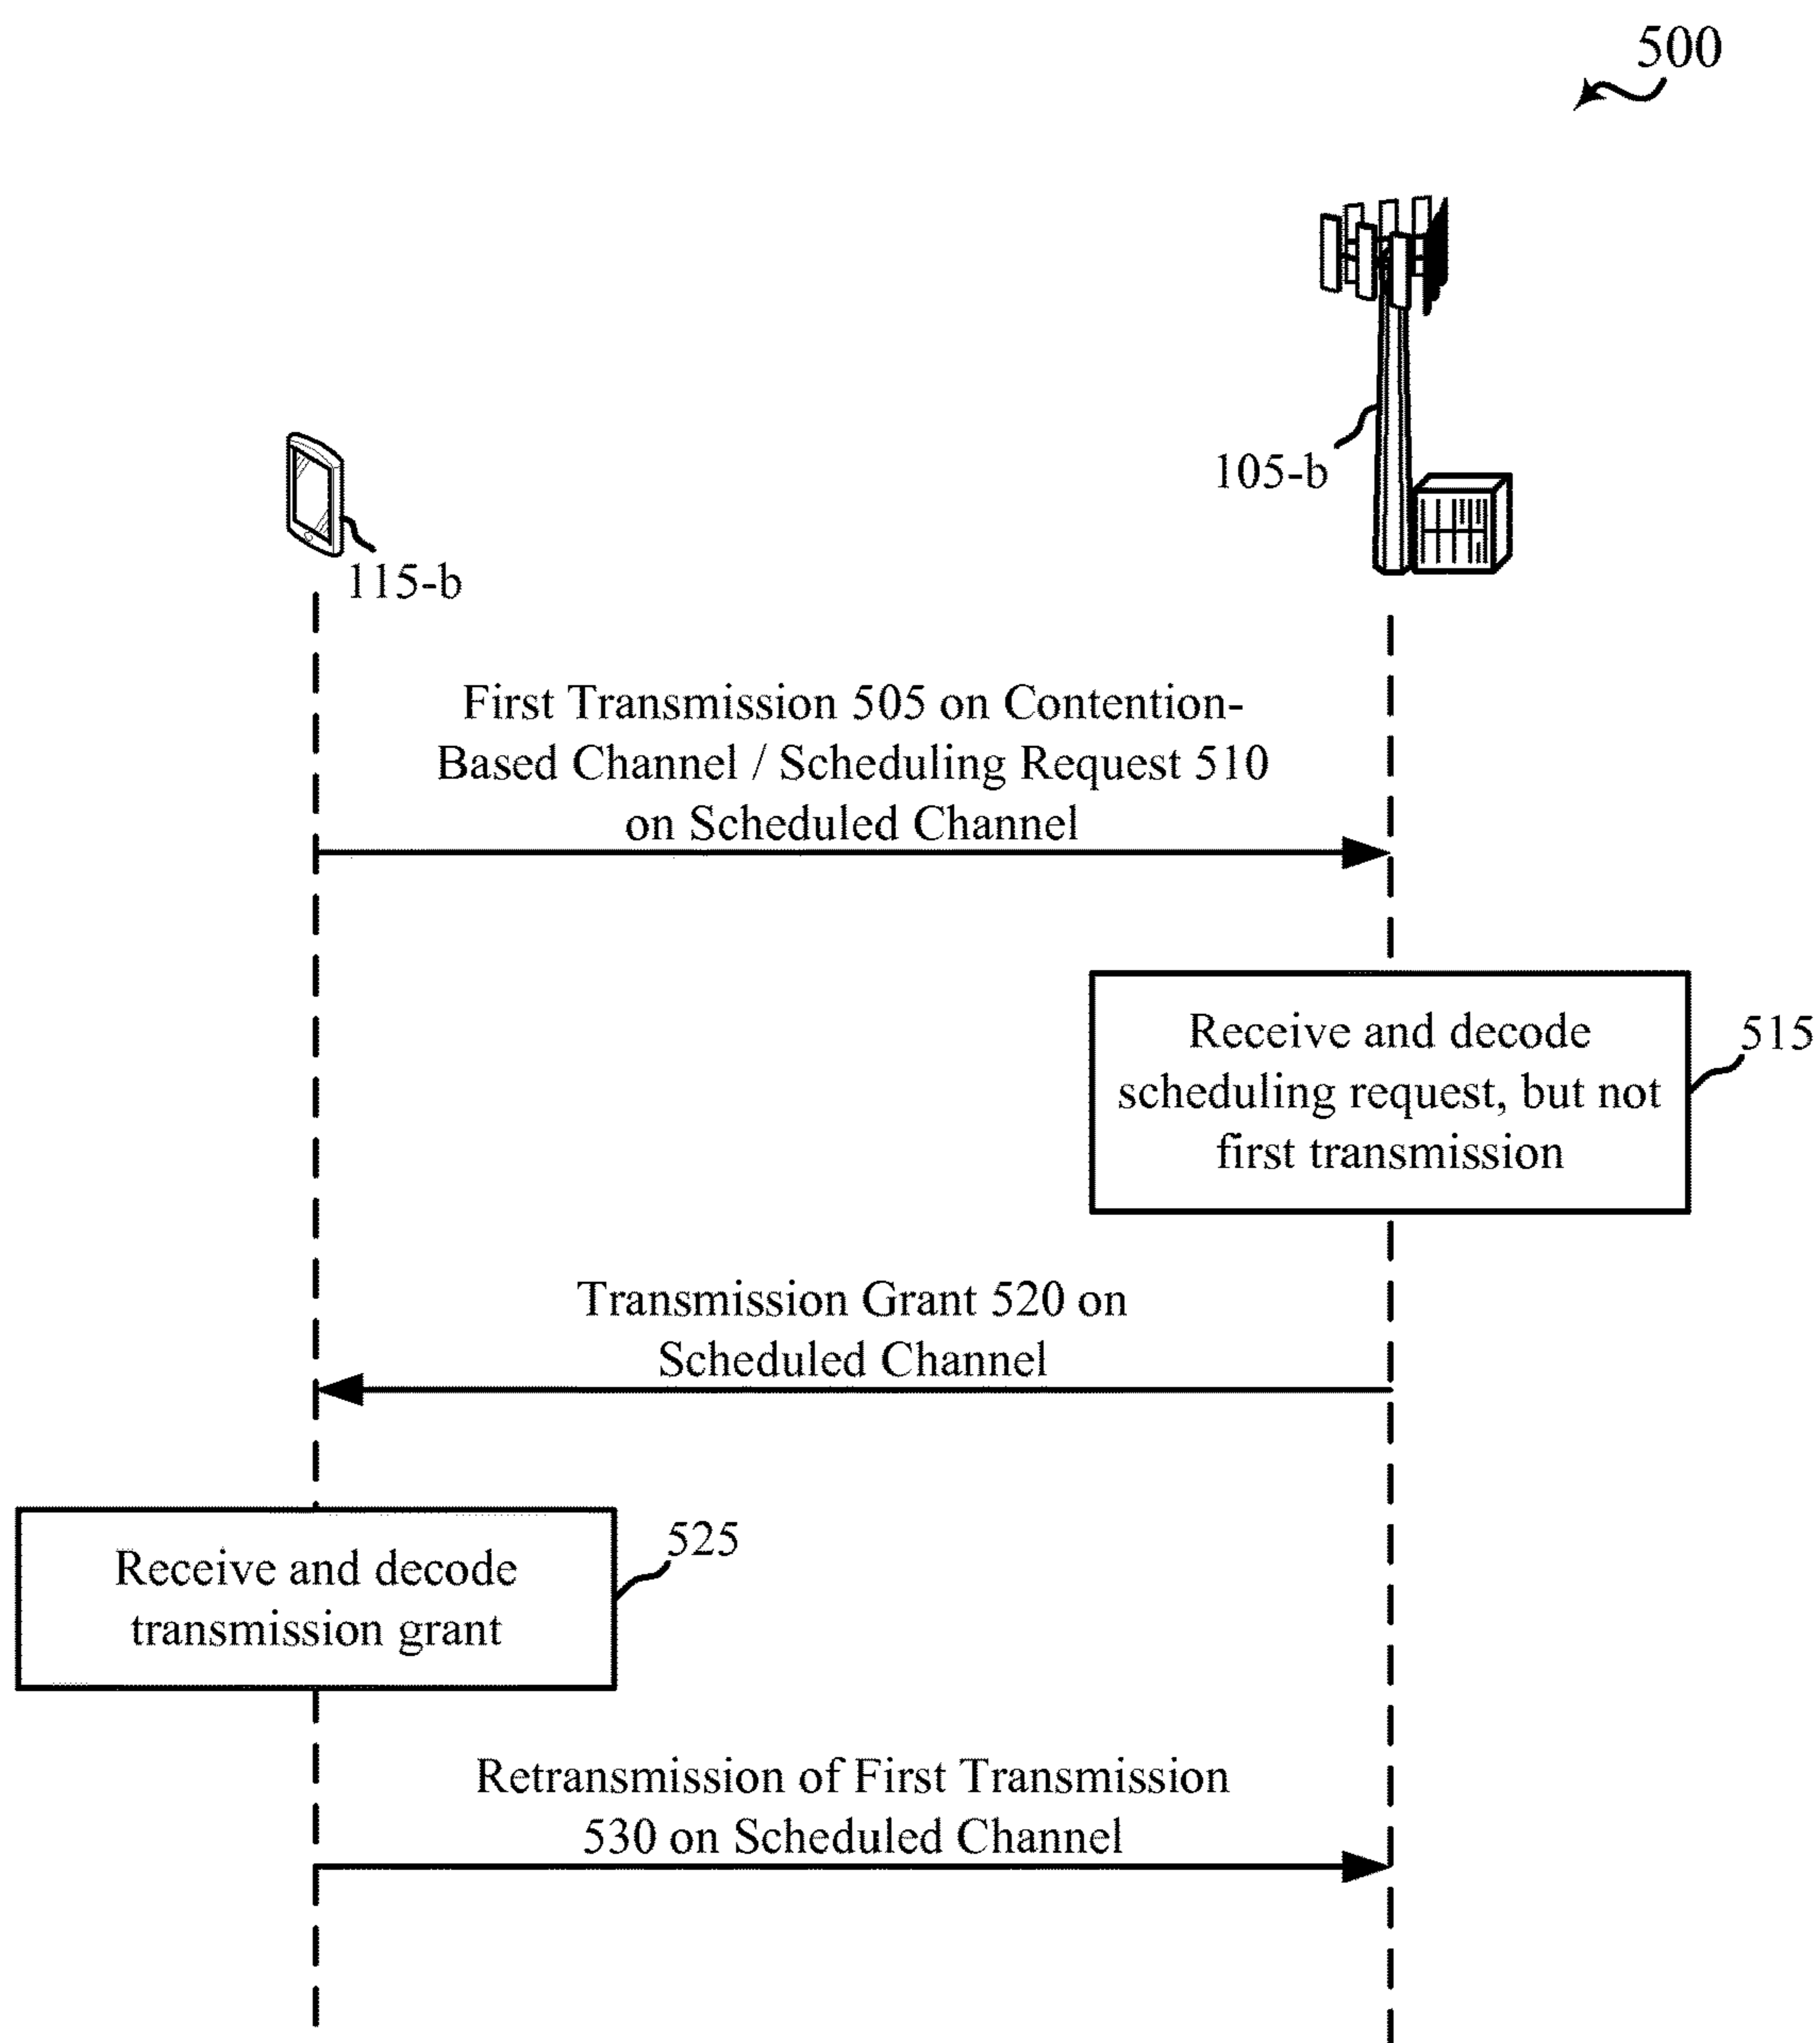 500
105-b
115-b
First Transmission 505 on Contention-
Based Channel / Scheduling Request 510
on Scheduled Channel
Receive and decode
scheduling request, but not
first transmission
515
Transmission Grant 520 on
Scheduled Channel
Receive and decode
transmission grant
525
Retransmission of First Transmission
530 on Scheduled Channel